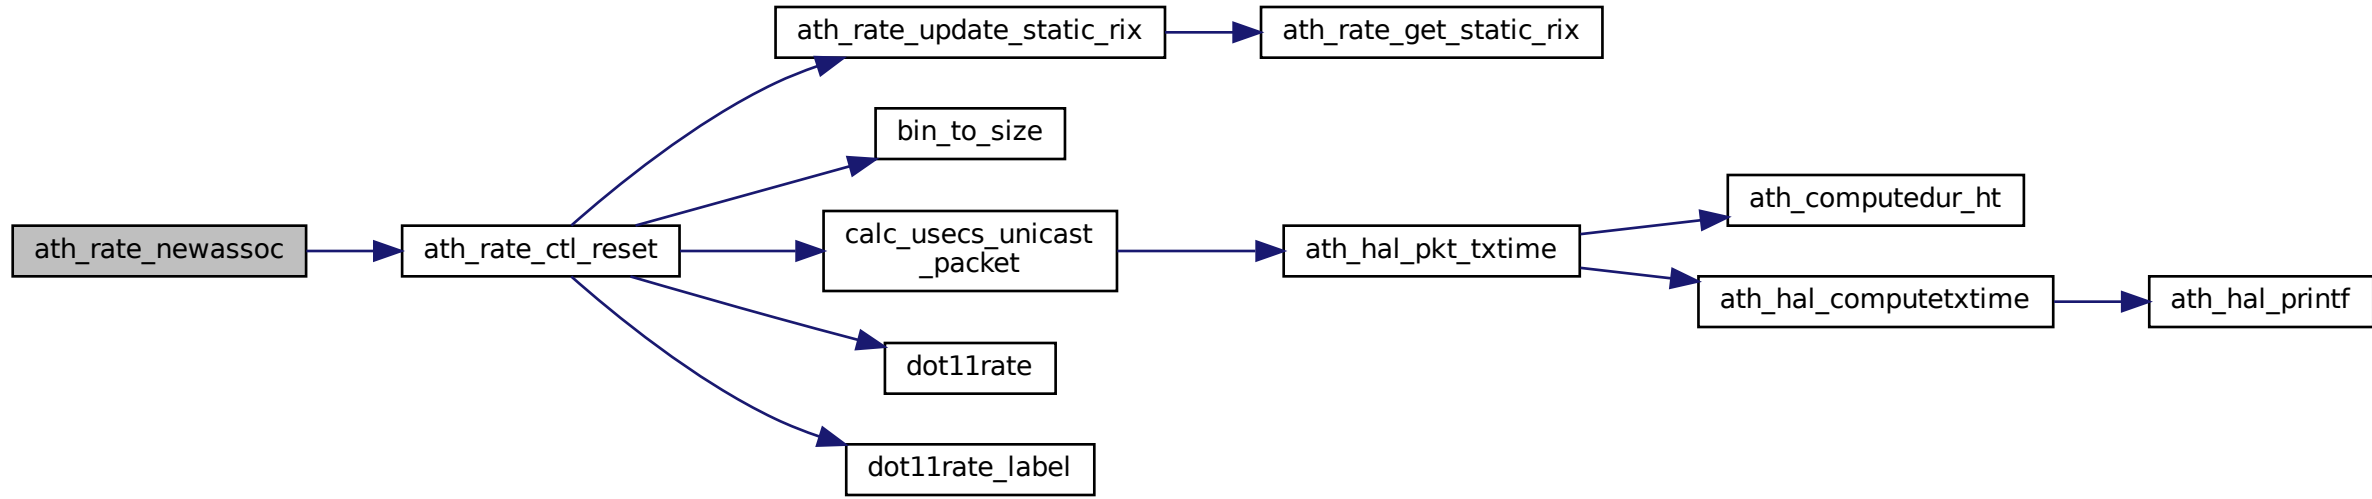 ath_rate_update_static_rix
ath_rate_get_static_rix
bin_to_size
ath_rate_newassoc
ath_rate_ctl_reset
calc_usecs_unicast
_packet
ath_hal_pkt_txtime
ath_computedur_ht
ath_hal_computetxtime
ath_hal_printf
dot11rate
dot11rate_label